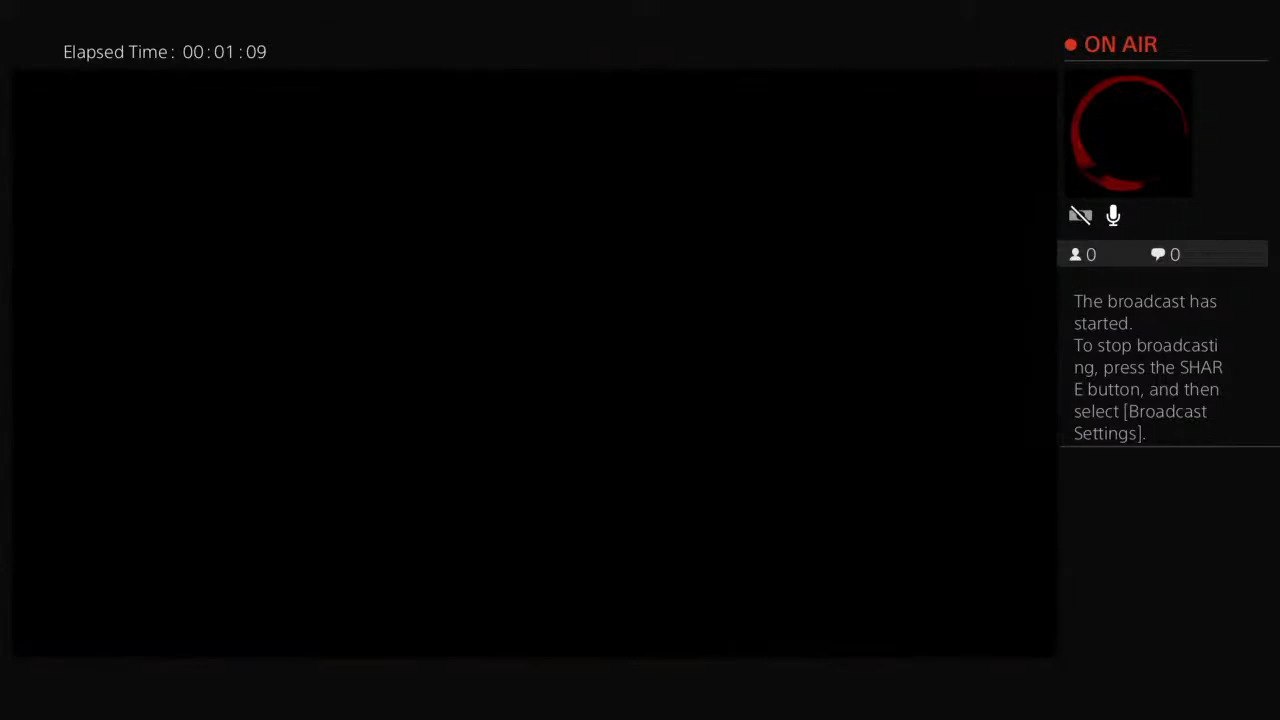 Elapsed Time: 00:01:09
ON AIR
0
0
The broadcast has
started.
To stop broadcasti
ng, press the SHAR
E button, and then
select [Broadcast
Settings].